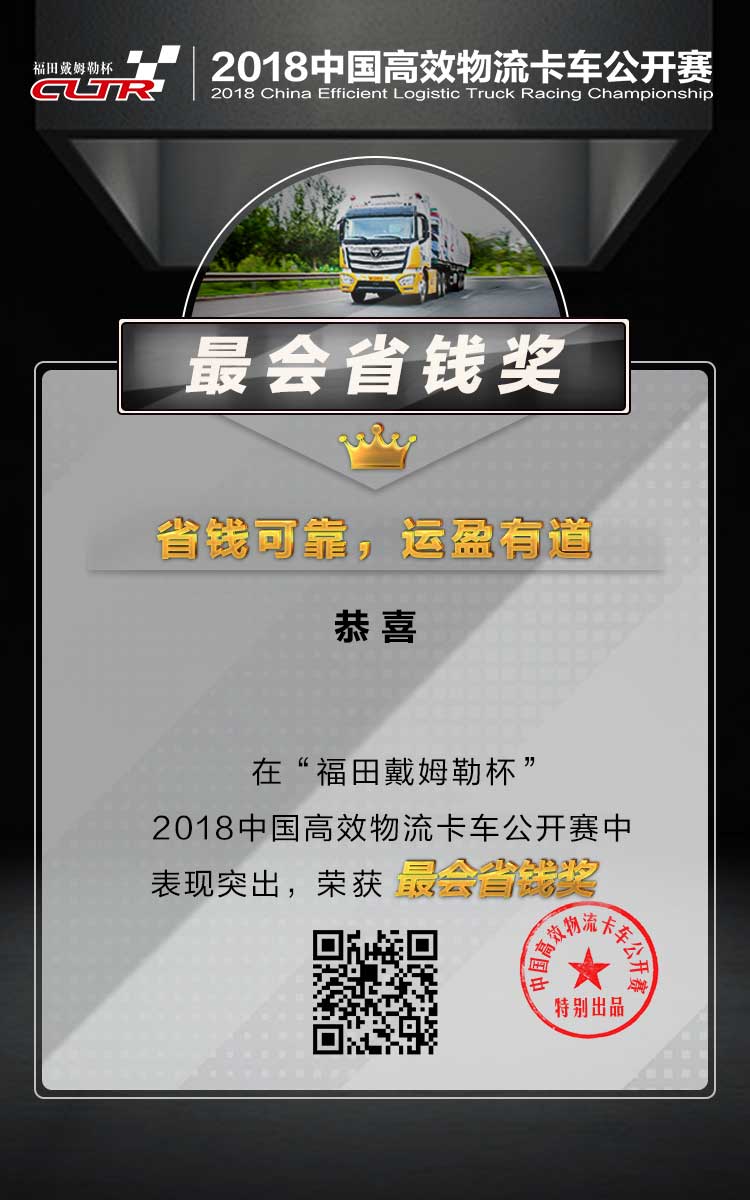 福田戴姆勒杯
CLTR
2018中国高效物流卡车公开赛
2018 China Efficient Logistic Truck Racing Championship
最会省钱奖
省钱可靠，运盈有道
恭喜
在“福田戴姆勒杯”
2018中国高效物流卡车公开赛中
表现突出，荣获 最会省钱奖
中国高效物流卡车公开赛
特别出品